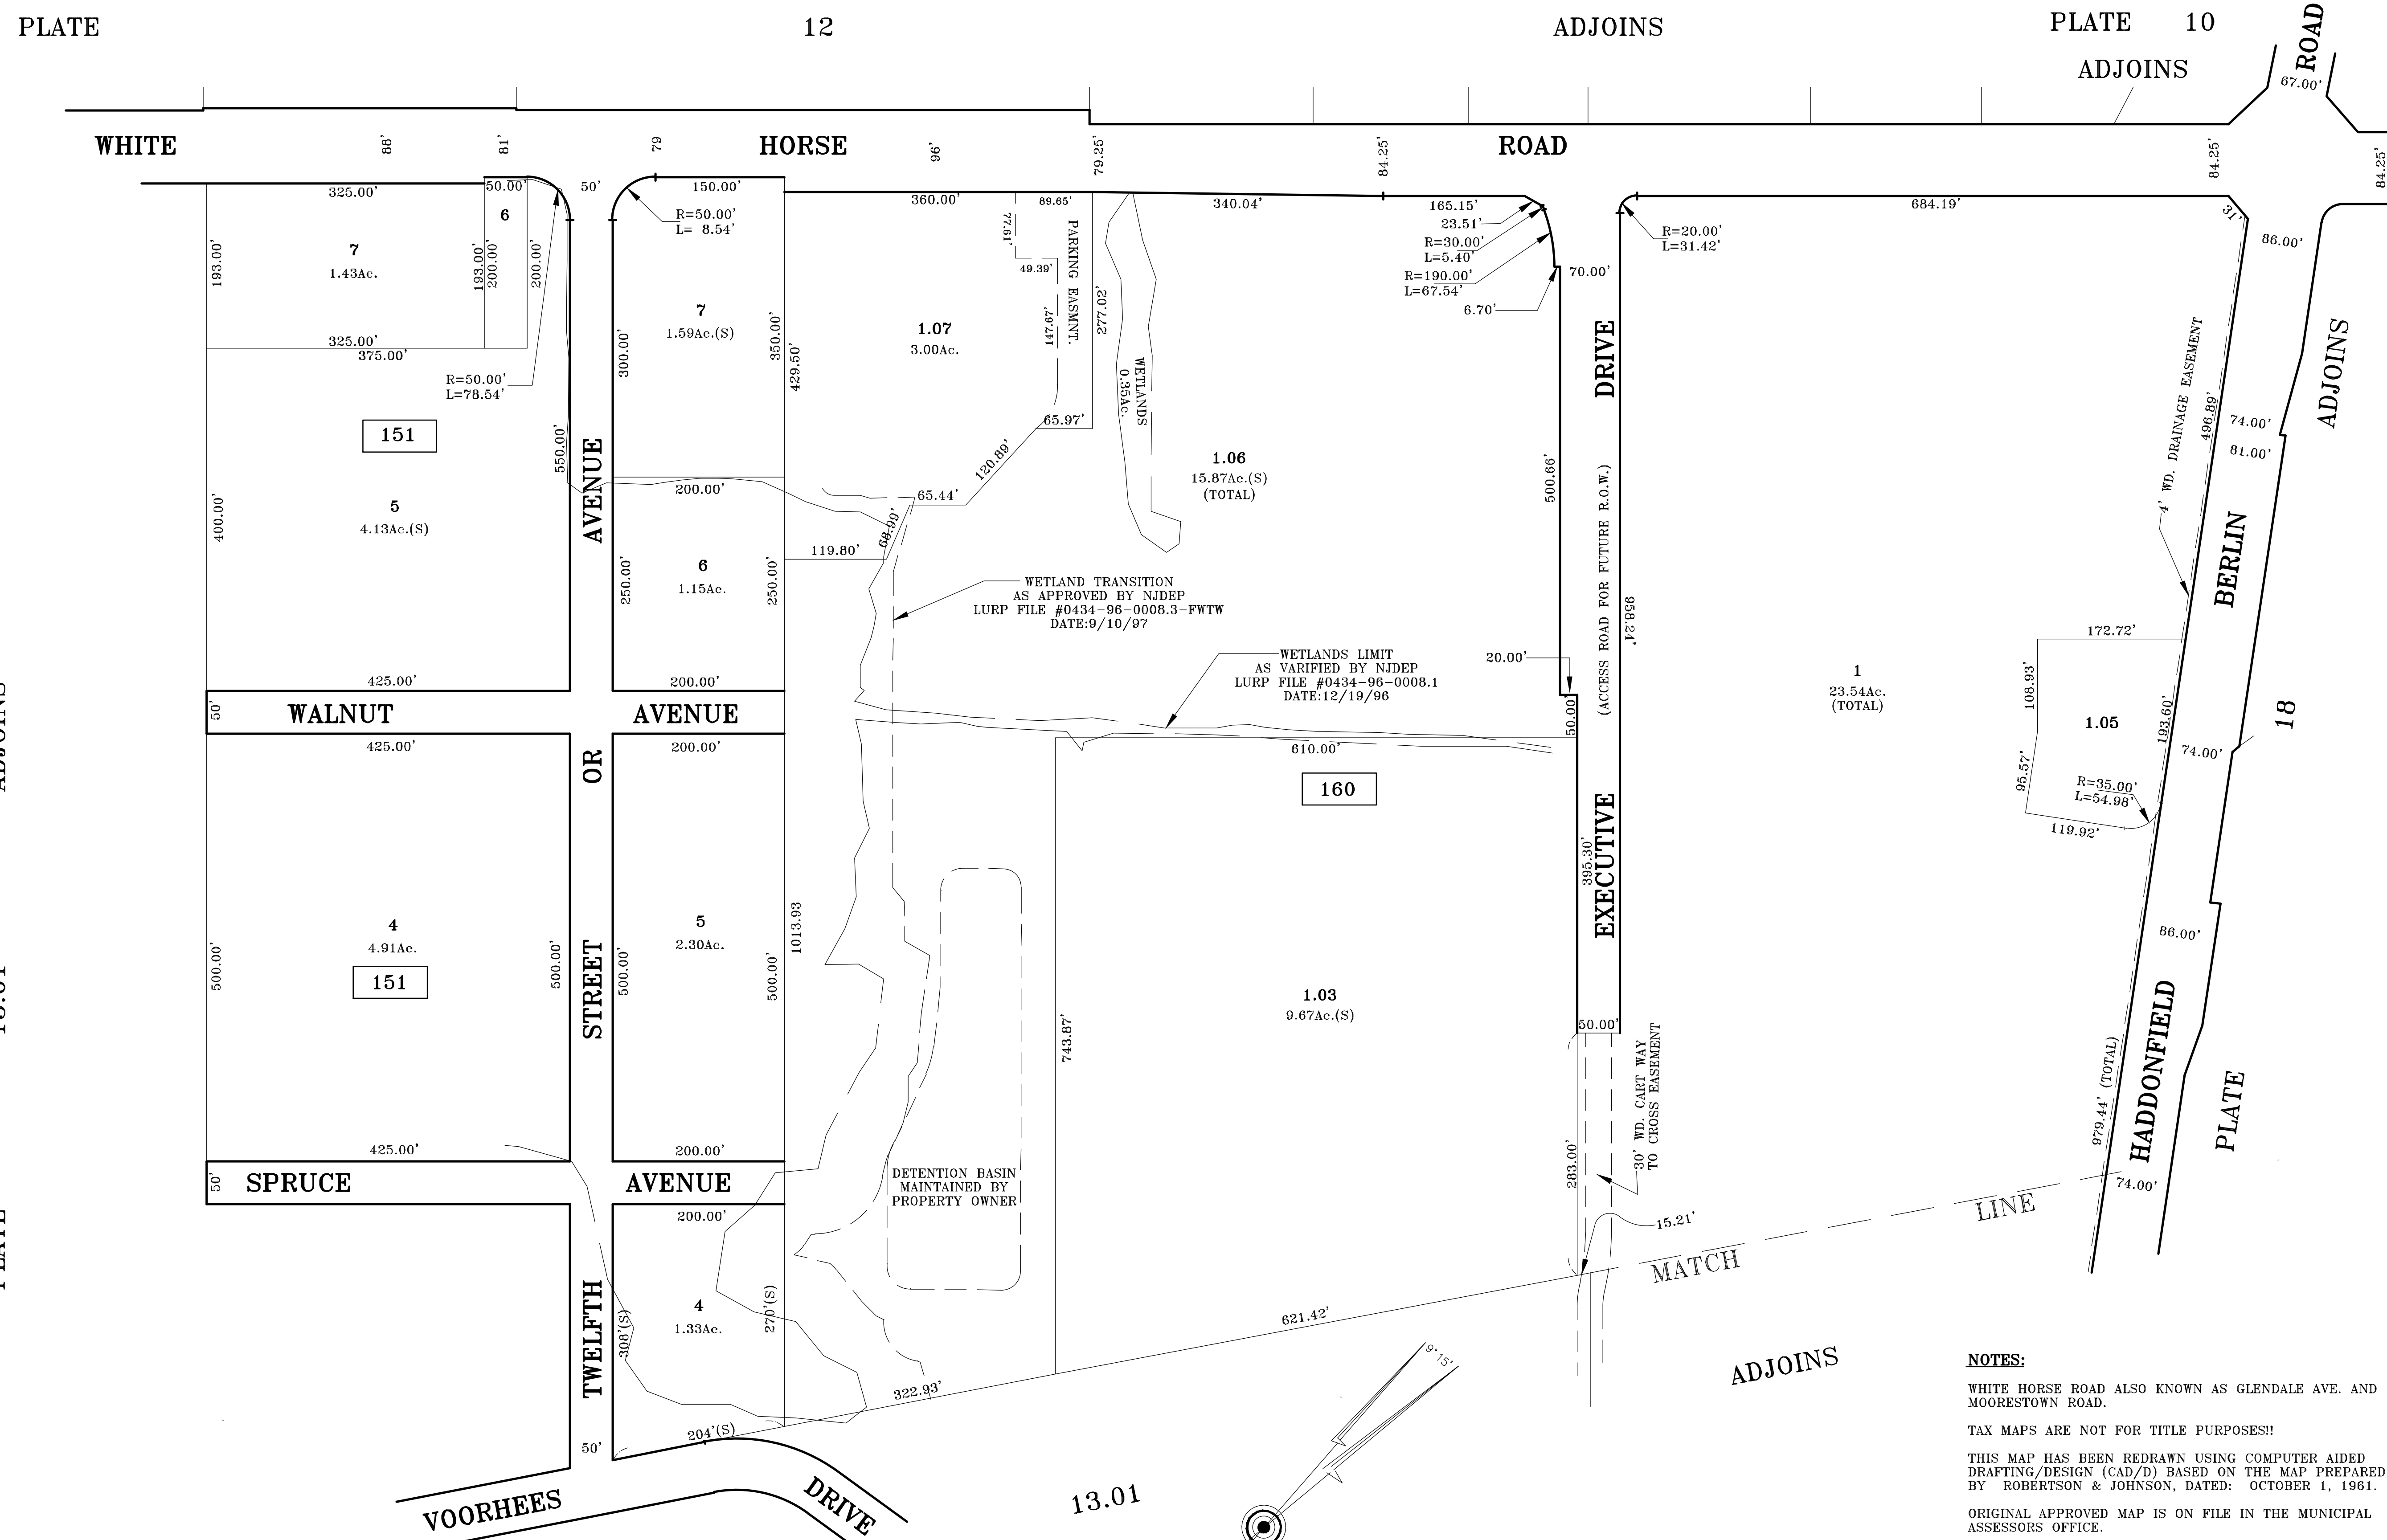 PLATE
12
ADJOINS
PLATE 10
ADJOINS
ROAD
67.00'
WHITE
HORSE
ROAD
88'
81'
79
96'
79.25'
84.25'
84.25'
84.25'
325.00'
50.00'
50'
150.00'
360.00'
89.65'
340.04'
165.15'
684.19'
31'
86.00'
6
R=50.00'
L= 8.54'
77.61'
23.51'
R=30.00'
L=5.40'
R=190.00'
L=67.54'
6.70'
70.00'
R=20.00'
L=31.42'
193.00'
7
1.43Ac.
193.00'
200.00'
200.00'
49.39'
PARKING EASMNT.
147.67'
277.02'
7
1.59Ac.(S)
300.00'
350.00'
429.50'
1.07
3.00Ac.
325.00'
375.00'
R=50.00'
L=78.54'
WETLANDS
0.35Ac.
DRIVE
4' WD. DRAINAGE EASEMENT
496.89'
ADJOINS
151
550.00'
AVENUE
65.97'
120.89'
74.00'
81.00'
1.06
15.87Ac.(S)
(TOTAL)
500.66'
(ACCESS ROAD FOR FUTURE R.O.W.)
400.00'
5
4.13Ac.(S)
200.00'
65.44'
68.99'
119.80'
6
1.15Ac.
250.00'
250.00'
WETLAND TRANSITION
AS APPROVED BY NJDEP
LURP FILE #0434-96-0008.3-FWTW
DATE:9/10/97
BERLIN
958.24'
172.72'
WETLANDS LIMIT
AS VARIFIED BY NJDEP
LURP FILE #0434-96-0008.1
DATE:12/19/96
20.00'
1
23.54Ac.
(TOTAL)
108.93'
1.05
193.60'
18
425.00'
200.00'
50'
WALNUT
AVENUE
50.00'
425.00'
200.00'
OR
610.00'
74.00'
160
95.57'
R=35.00'
L=54.98'
119.92'
395.30'
EXECUTIVE
4
4.91Ac.
151
500.00'
500.00'
STREET
500.00'
5
2.30Ac.
500.00'
1013.93
86.00'
1.03
9.67Ac.(S)
743.87'
50.00'
30' WD. CART WAY
TO CROSS EASEMENT
979.44' (TOTAL)
HADDONFIELD
PLATE
425.00'
200.00'
50'
SPRUCE
AVENUE
DETENTION BASIN
MAINTAINED BY
PROPERTY OWNER
283.00'
74.00'
200.00'
15.21'
MATCH
LINE
TWELFTH
308'(S)
4
1.33Ac.
270'(S)
621.42'
322.93'
204'(S)
50'
9°15'
ADJOINS
VOORHEES
DRIVE
13.01
ADJOINS
PLATE
NOTES:
WHITE HORSE ROAD ALSO KNOWN AS GLENDALE AVE. AND
MOORESTOWN ROAD.
TAX MAPS ARE NOT FOR TITLE PURPOSES!!
THIS MAP HAS BEEN REDRAWN USING COMPUTER AIDED
DRAFTING/DESIGN (CAD/D) BASED ON THE MAP PREPARED
BY ROBERTSON & JOHNSON, DATED: OCTOBER 1, 1961.
ORIGINAL APPROVED MAP IS ON FILE IN THE MUNICIPAL
ASSESSORS OFFICE.